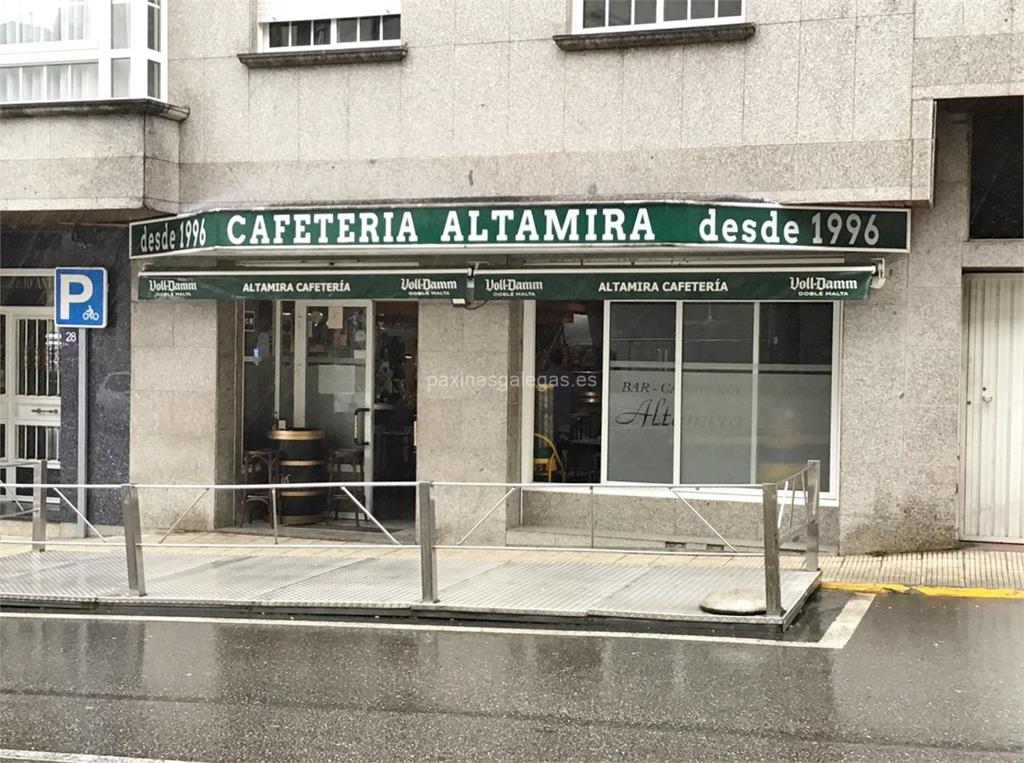 desde 1996 CAFETERIA ALTAMIRA desde 1996
Voll-Damm
DOBLE MALTA
ALTAMIRA CAFETERÍA
Voll-Damm
DOBLE MALTA
Voll-Damm
DOBLE MALTA
ALTAMIRA CAFETERÍA
Voll-Damm
DOBLE MALTA
P
28
paxinasgalegas.es
BAR - CAFETERÍA
Altamira